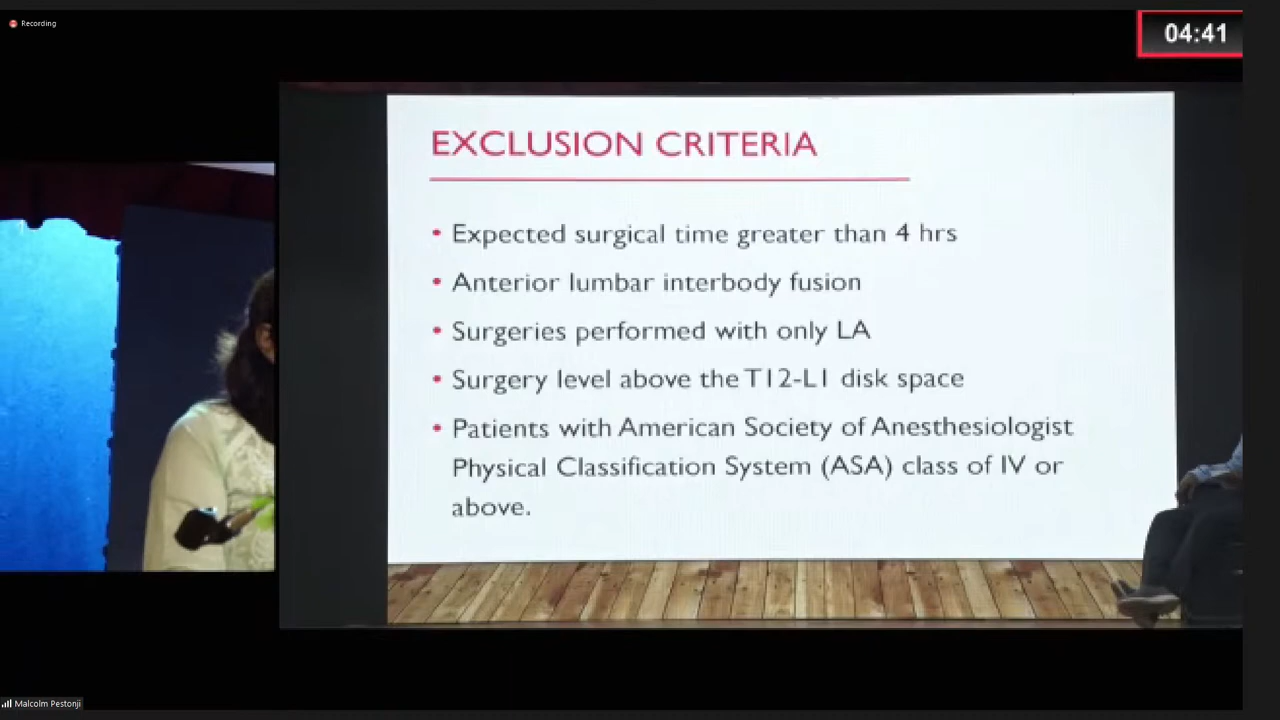 Recording
04:41
EXCLUSION CRITERIA
• Expected surgical time greater than 4 hrs
• Anterior lumbar interbody fusion
• Surgeries performed with only LA
• Surgery level above the T12-L1 disk space
• Patients with American Society of Anesthesiologist
Physical Classification System (ASA) class of IV or
above.
Malcolm Pestonji